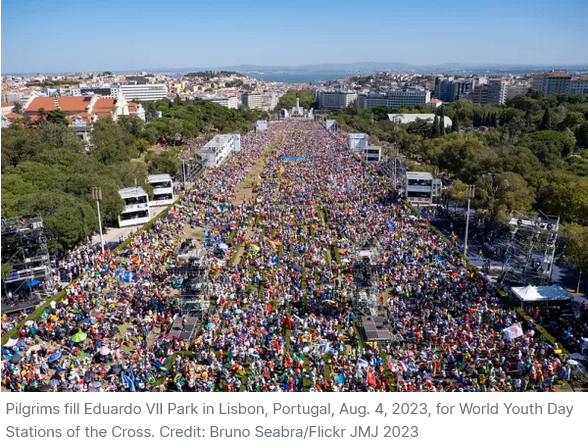 Pilgrims fill Eduardo VII Park in Lisbon, Portugal, Aug. 4, 2023, for World Youth Day
Stations of the Cross. Credit: Bruno Seabra/Flickr JMJ 2023